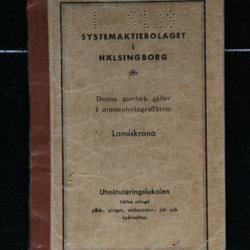 SYSTEMAKTIEBOLAGET
i
HÄLSINGBORG
*
Denna motbok gäller
i utminuteringsaffären:
Landskrona
Utminuteringslokalen
hålles stängd
påsk-, pingst-, midsommar-, jul- och
nyårsafton.